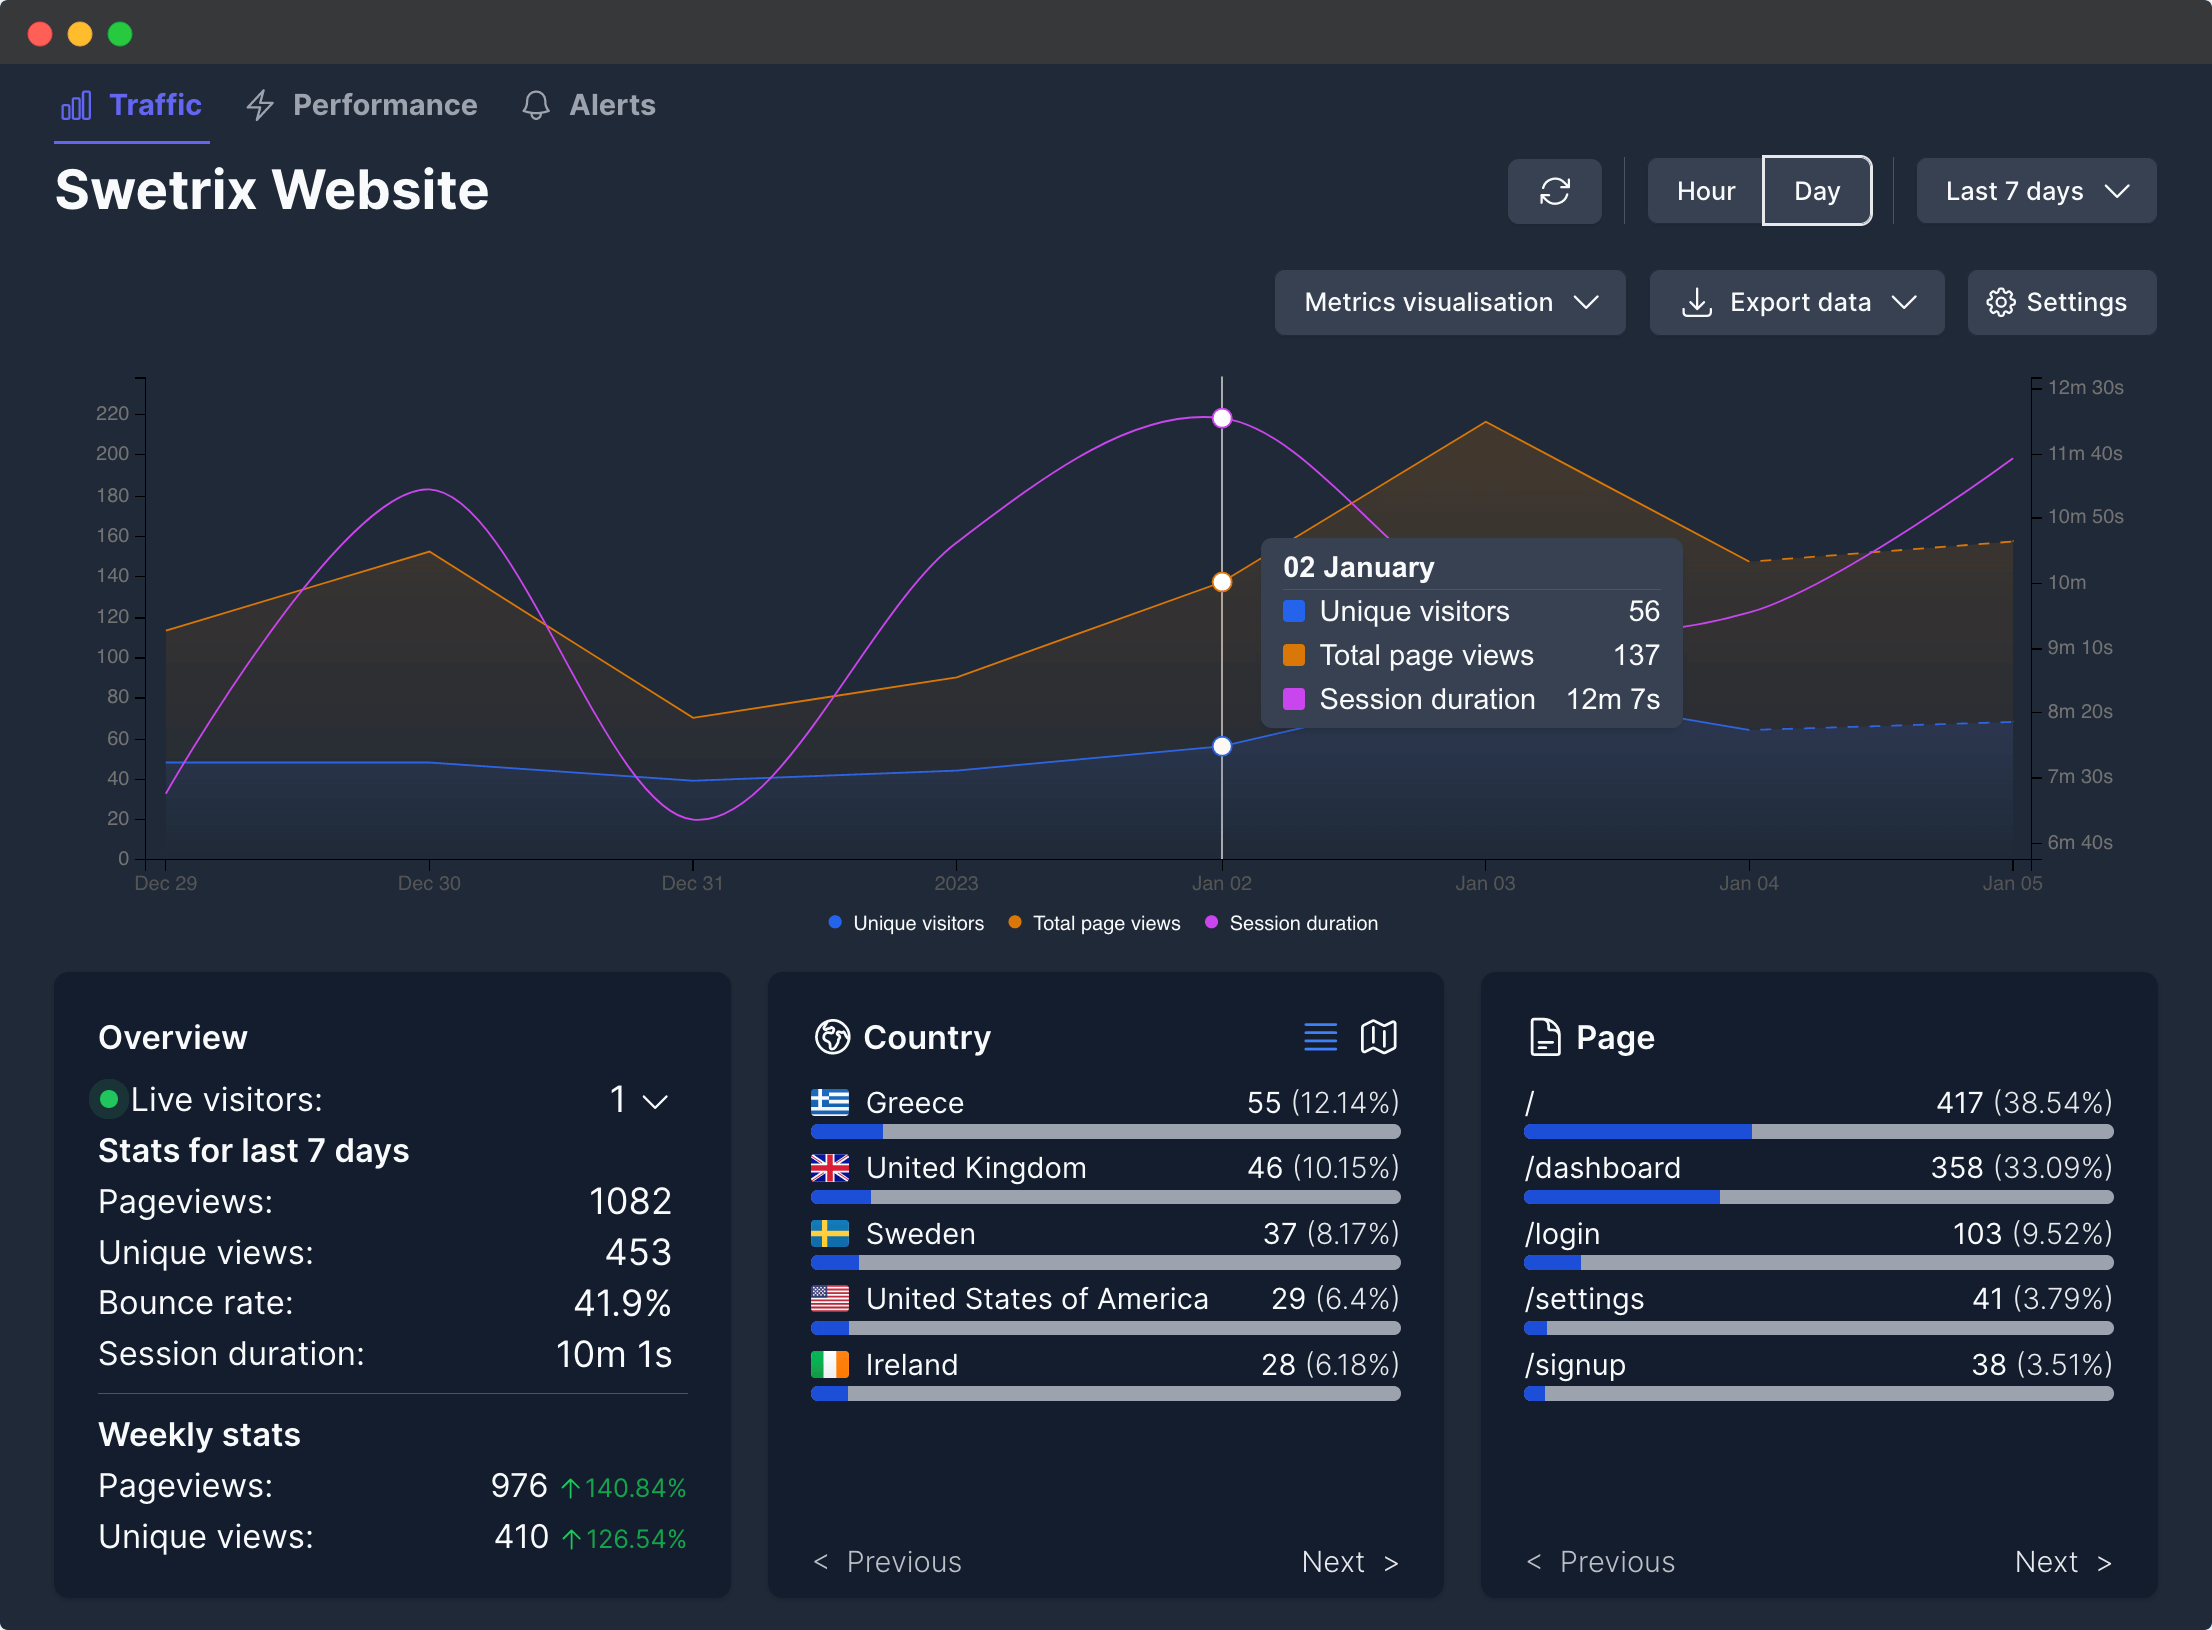 Traffic Performance Alerts
Swetrix Website
Hour Day Last 7 days
Metrics visualisation Export data Settings
220
200
180
160
140
120
100
80
60
40
20
0
12m 30s
11m 40s
10m 50s
10m
9m 10s
8m 20s
7m 30s
6m 40s
02 January
Unique visitors 56
Total page views 137
Session duration 12m 7s
Dec 29 Dec 30 Dec 31 2023 Jan 02 Jan 03 Jan 04 Jan 05
Unique visitors Total page views Session duration
Overview
Live visitors: 1
Stats for last 7 days
Pageviews: 1082
Unique views: 453
Bounce rate: 41.9%
Session duration: 10m 1s
Weekly stats
Pageviews: 976 ↑140.84%
Unique views: 410 ↑126.54%
Country
Greece 55 (12.14%)
United Kingdom 46 (10.15%)
Sweden 37 (8.17%)
United States of America 29 (6.4%)
Ireland 28 (6.18%)
< Previous Next >
Page
/ 417 (38.54%)
/dashboard 358 (33.09%)
/login 103 (9.52%)
/settings 41 (3.79%)
/signup 38 (3.51%)
< Previous Next >